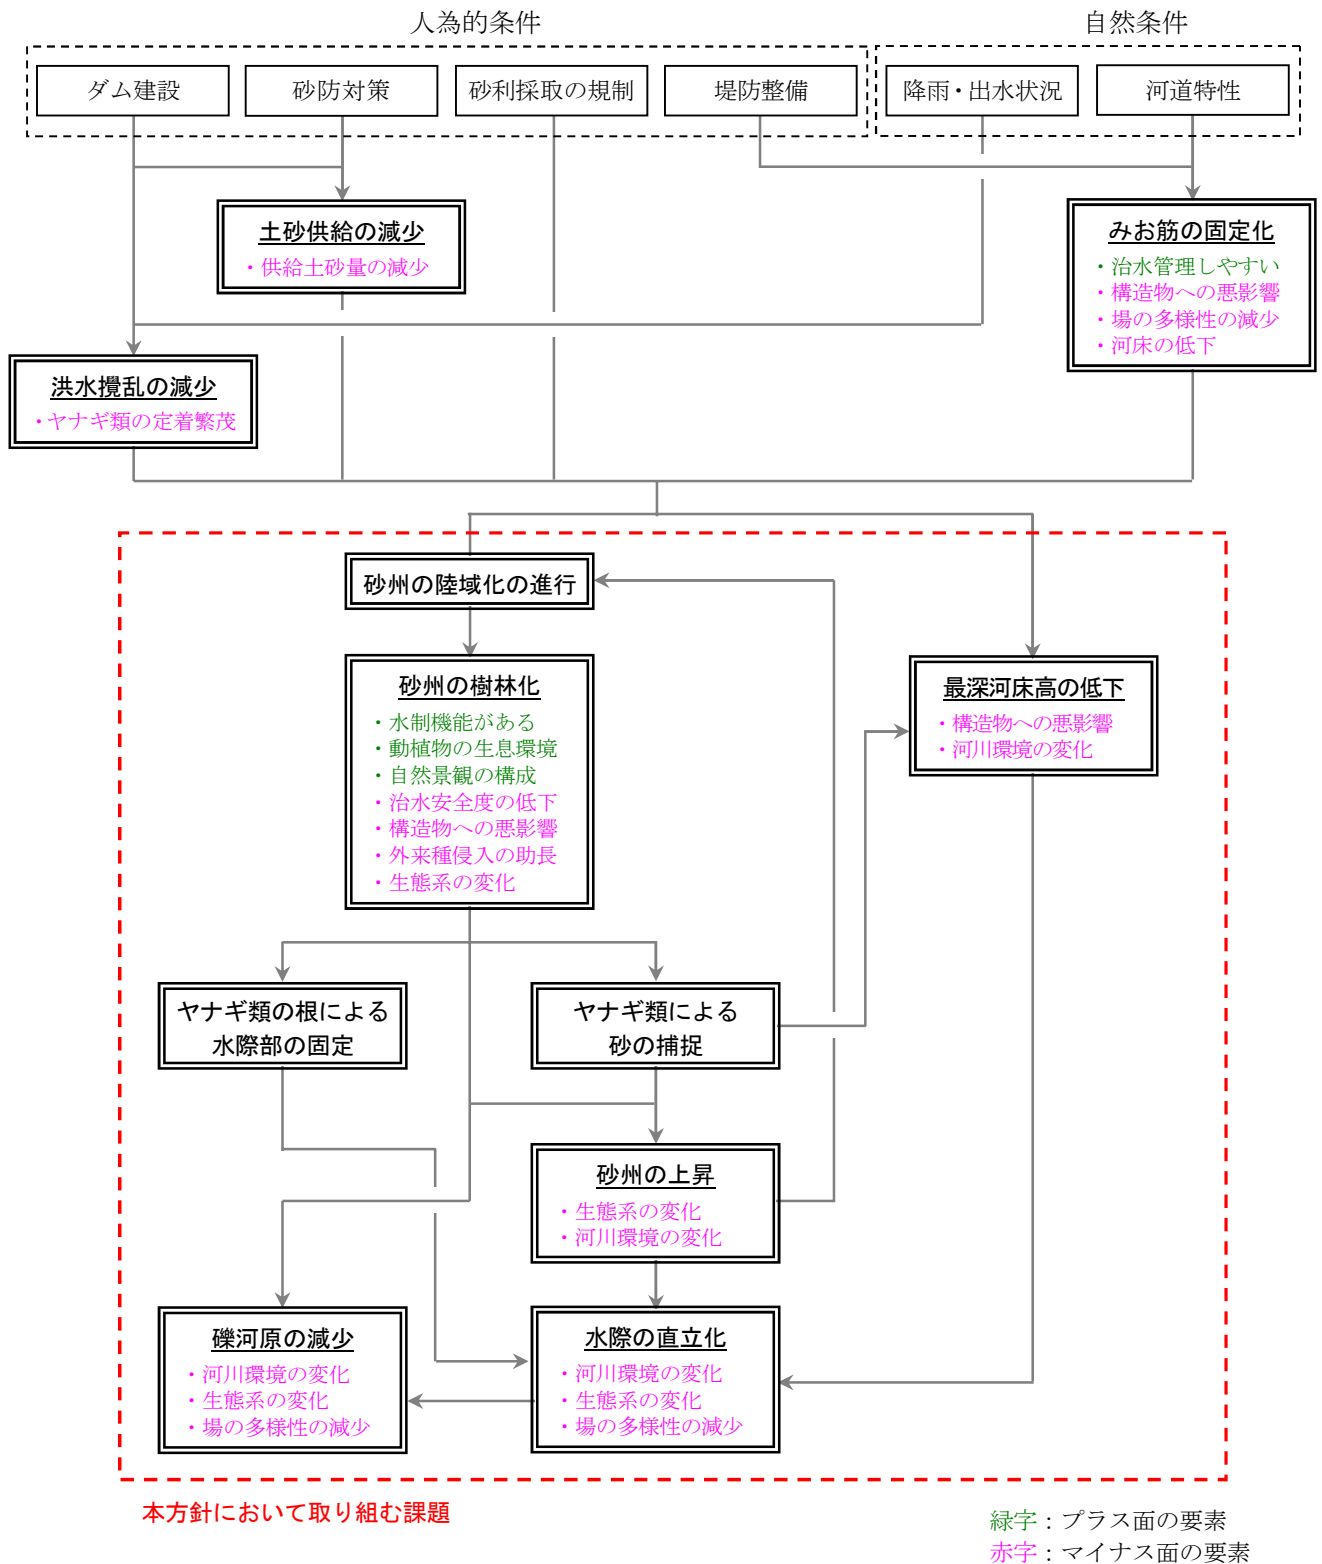 人為的条件
自然条件
ダム建設
砂防対策
砂利採取の規制
堤防整備
降雨・出水状況
河道特性
土砂供給の減少
・供給土砂量の減少
みお筋の固定化
・治水管理しやすい
・構造物への悪影響
・場の多様性の減少
・河床の低下
洪水攪乱の減少
・ヤナギ類の定着繁茂
砂州の陸域化の進行
砂州の樹林化
・水制機能がある
・動植物の生息環境
・自然景観の構成
・治水安全度の低下
・構造物への悪影響
・外来種侵入の助長
・生態系の変化
最深河床高の低下
・構造物への悪影響
・河川環境の変化
ヤナギ類の根による
水際部の固定
ヤナギ類による
砂の捕捉
砂州の上昇
・生態系の変化
・河川環境の変化
礫河原の減少
・河川環境の変化
・生態系の変化
・場の多様性の減少
水際の直立化
・河川環境の変化
・生態系の変化
・場の多様性の減少
本方針において取り組む課題
緑字：プラス面の要素
赤字：マイナス面の要素